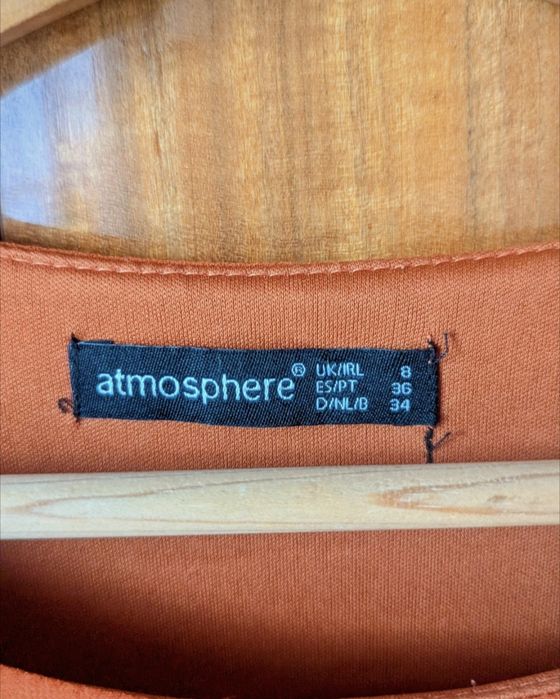 atmosphere®
UK/IRL 8
ES/PT 36
D/NL/B 34